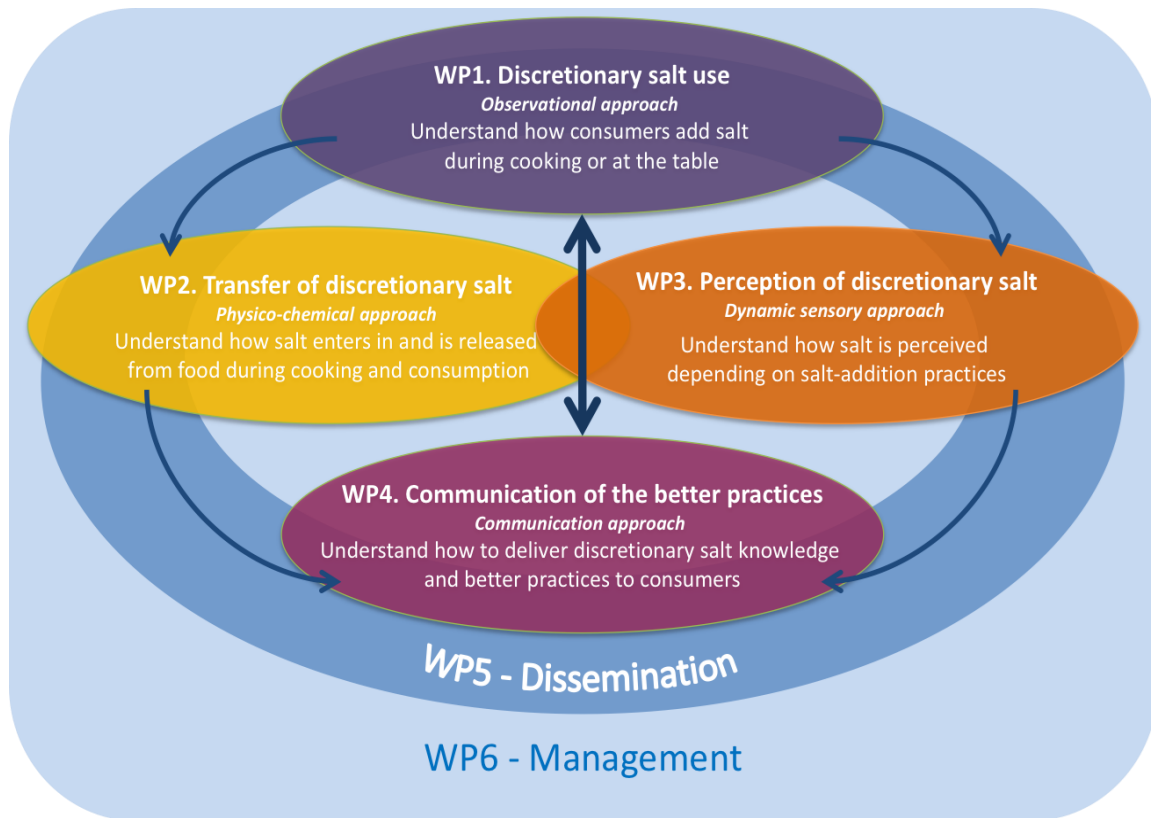 WP1. Discretionary salt use
Observational approach
Understand how consumers add salt
during cooking or at the table
WP2. Transfer of discretionary salt
Physico-chemical approach
Understand how salt enters in and is released
from food during cooking and consumption
WP3. Perception of discretionary salt
Dynamic sensory approach
Understand how salt is perceived
depending on salt-addition practices
WP4. Communication of the better practices
Communication approach
Understand how to deliver discretionary salt knowledge
and better practices to consumers
WP5 - Dissemination
WP6 - Management